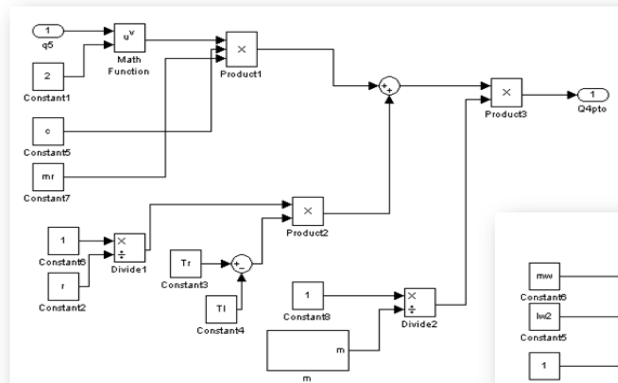 1
q5
u^v
Math
Function
2
Constant1
×
Product1
c
Constant5
mr
Constant7
+
+
×
Product3
1
Q4pto
1
Constant6
r
Constant2
×
÷
Divide1
×
Product2
Tr
Constant3
+
−
Tl
Constant4
1
Constant8
×
÷
Divide2
m
m
mw
Constant6
Iw2
Constant5
1